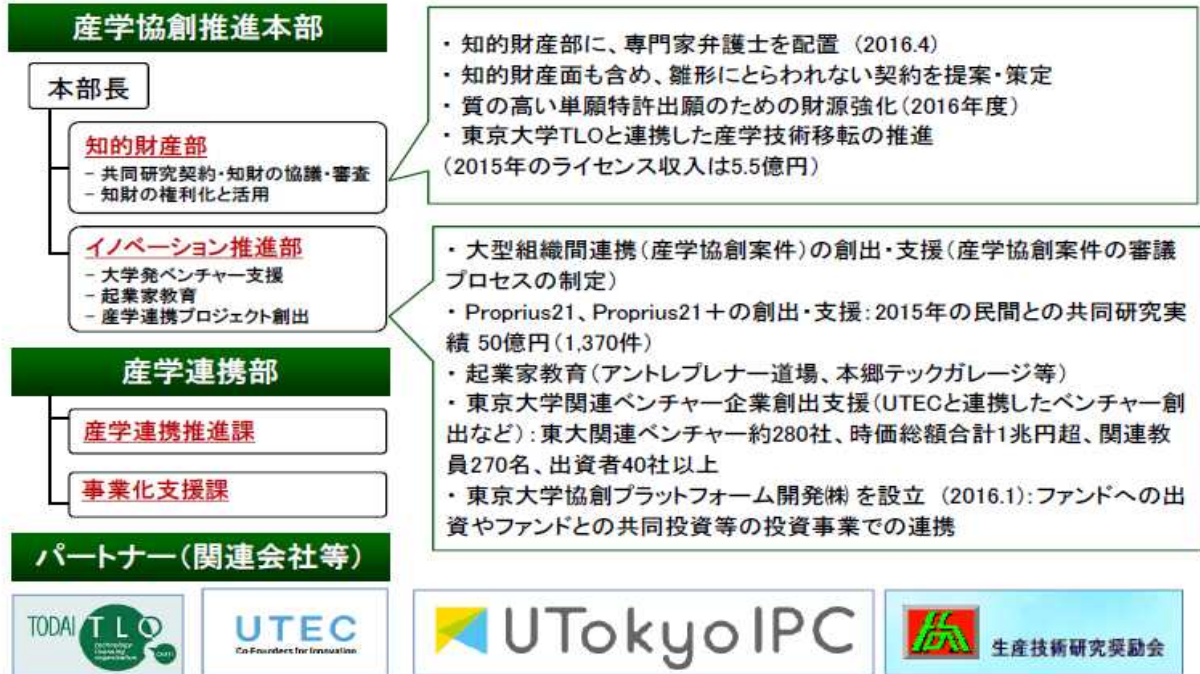 産学協創推進本部
本部長
知的財産部
- 共同研究契約・知財の協議・審査
- 知財の権利化と活用
イノベーション推進部
- 大学発ベンチャー支援
- 起業家教育
- 産学連携プロジェクト創出
・ 知的財産部に、専門家弁護士を配置 (2016.4)
・ 知的財産面も含め、雛形にとらわれない契約を提案・策定
・ 質の高い単願特許出願のための財源強化(2016年度)
・ 東京大学TLOと連携した産学技術移転の推進
(2015年のライセンス収入は5.5億円)
・ 大型組織間連携(産学協創案件)の創出・支援(産学協創案件の審議
プロセスの制定)
・ Proprius21、Proprius21+の創出・支援:2015年の民間との共同研究実
績 50億円(1,370件)
・ 起業家教育(アントレプレナー道場、本郷テックガレージ等)
・ 東京大学関連ベンチャー企業創出支援(UTECと連携したベンチャー創
出など):東大関連ベンチャー約280社、時価総額合計1兆円超、関連教
員270名、出資者40社以上
・ 東京大学協創プラットフォーム開発㈱ を設立 (2016.1):ファンドへの出
資やファンドとの共同投資等の投資事業での連携
産学連携部
産学連携推進課
事業化支援課
パートナー(関連会社等)
TODAI TLO
technology
licensing
organization
.com
UTEC
Co-Founders for Innovation
UTokyo IPC
生産技術研究奨励会